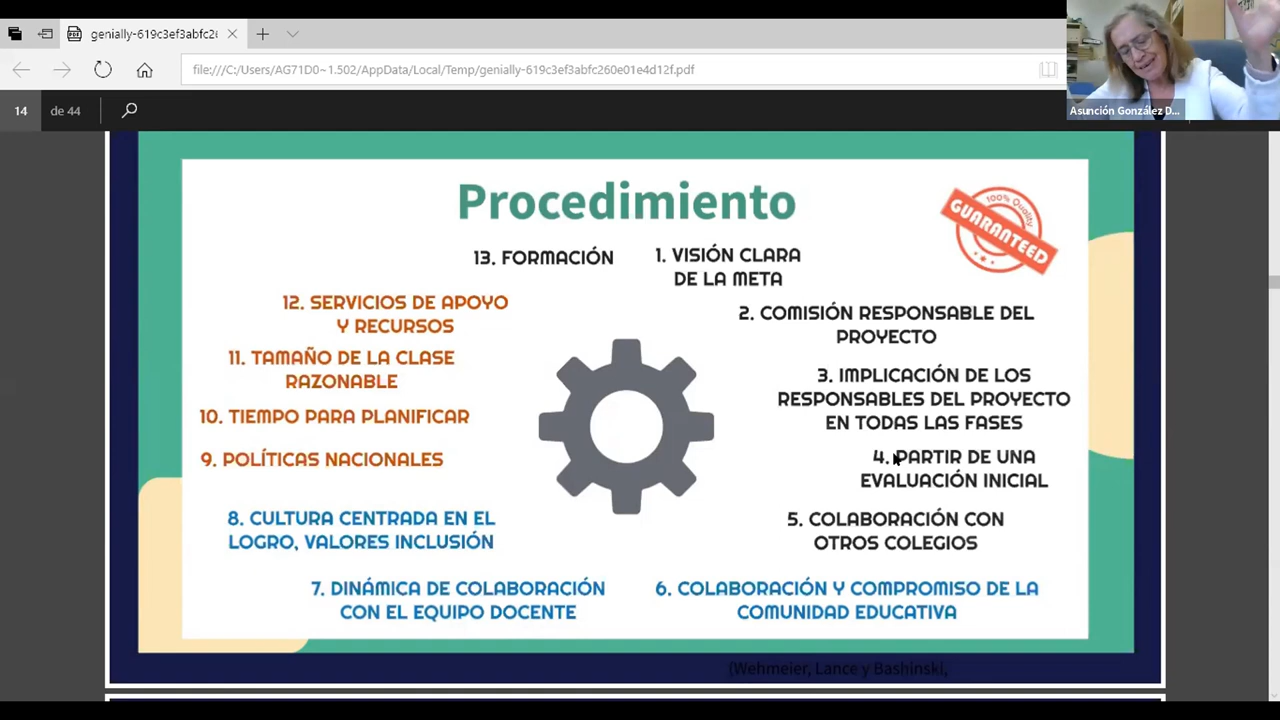 genially-619c3ef3abfc2
file:///C:/Users/AG71D0~1.502/AppData/Local/Temp/genially-619c3ef3abfc260e01e4d12f.pdf
14 de 44
Asunción González D...
Procedimiento
100% Quality
GUARANTEED
13. FORMACIÓN
1. VISIÓN CLARA
DE LA META
12. SERVICIOS DE APOYO
Y RECURSOS
2. COMISIÓN RESPONSABLE DEL
PROYECTO
11. TAMAÑO DE LA CLASE
RAZONABLE
3. IMPLICACIÓN DE LOS
RESPONSABLES DEL PROYECTO
EN TODAS LAS FASES
10. TIEMPO PARA PLANIFICAR
4. PARTIR DE UNA
EVALUACIÓN INICIAL
9. POLÍTICAS NACIONALES
5. COLABORACIÓN CON
OTROS COLEGIOS
8. CULTURA CENTRADA EN EL
LOGRO, VALORES INCLUSIÓN
7. DINÁMICA DE COLABORACIÓN
CON EL EQUIPO DOCENTE
6. COLABORACIÓN Y COMPROMISO DE LA
COMUNIDAD EDUCATIVA
(Wehmeier, Lance y Bashinski,